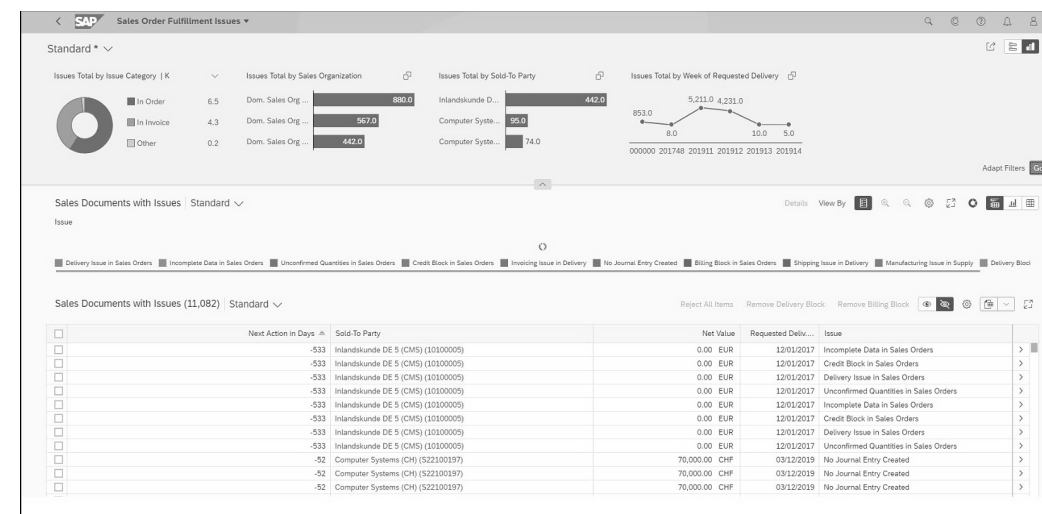 SAP Sales Order Fulfillment Issues
Standard *
Issues Total by Issue Category | K
In Order 6.5
In Invoice 4.3
Other 0.2
Issues Total by Sales Organization
Dom. Sales Org ... 880.0
Dom. Sales Org ... 567.0
Dom. Sales Org ... 442.0
Issues Total by Sold-To Party
Inlandskunde D... 442.0
Computer Syste... 95.0
Computer Syste... 74.0
Issues Total by Week of Requested Delivery
5,211.0 4,231.0
853.0
8.0 10.0 5.0
000000 201748 201911 201912 201913 201914
Adapt Filters Go
Sales Documents with Issues Standard Details View By
Issue
Delivery Issue in Sales Orders Incomplete Data in Sales Orders Unconfirmed Quantities in Sales Orders Credit Block in Sales Orders Invoicing Issue in Delivery No Journal Entry Created Billing Block in Sales Orders Shipping Issue in Delivery Manufacturing Issue in Supply Delivery Block
Sales Documents with Issues (11,082) Standard Reject All Items Remove Delivery Block Remove Billing Block
Next Action in Days Sold-To Party Net Value Requested Deliv.... Issue
-533 Inlandskunde DE 5 (CMS) (10100005) 0.00 EUR 12/01/2017 Incomplete Data in Sales Orders
-533 Inlandskunde DE 5 (CMS) (10100005) 0.00 EUR 12/01/2017 Credit Block in Sales Orders
-533 Inlandskunde DE 5 (CMS) (10100005) 0.00 EUR 12/01/2017 Delivery Issue in Sales Orders
-533 Inlandskunde DE 5 (CMS) (10100005) 0.00 EUR 12/01/2017 Unconfirmed Quantities in Sales Orders
-533 Inlandskunde DE 5 (CMS) (10100005) 0.00 EUR 12/01/2017 Incomplete Data in Sales Orders
-533 Inlandskunde DE 5 (CMS) (10100005) 0.00 EUR 12/01/2017 Credit Block in Sales Orders
-533 Inlandskunde DE 5 (CMS) (10100005) 0.00 EUR 12/01/2017 Delivery Issue in Sales Orders
-533 Inlandskunde DE 5 (CMS) (10100005) 0.00 EUR 12/01/2017 Unconfirmed Quantities in Sales Orders
-52 Computer Systems (CH) (S22100197) 70,000.00 CHF 03/12/2019 No Journal Entry Created
-52 Computer Systems (CH) (S22100197) 70,000.00 CHF 03/12/2019 No Journal Entry Created
-52 Computer Systems (CH) (S22100197) 70,000.00 CHF 03/12/2019 No Journal Entry Created